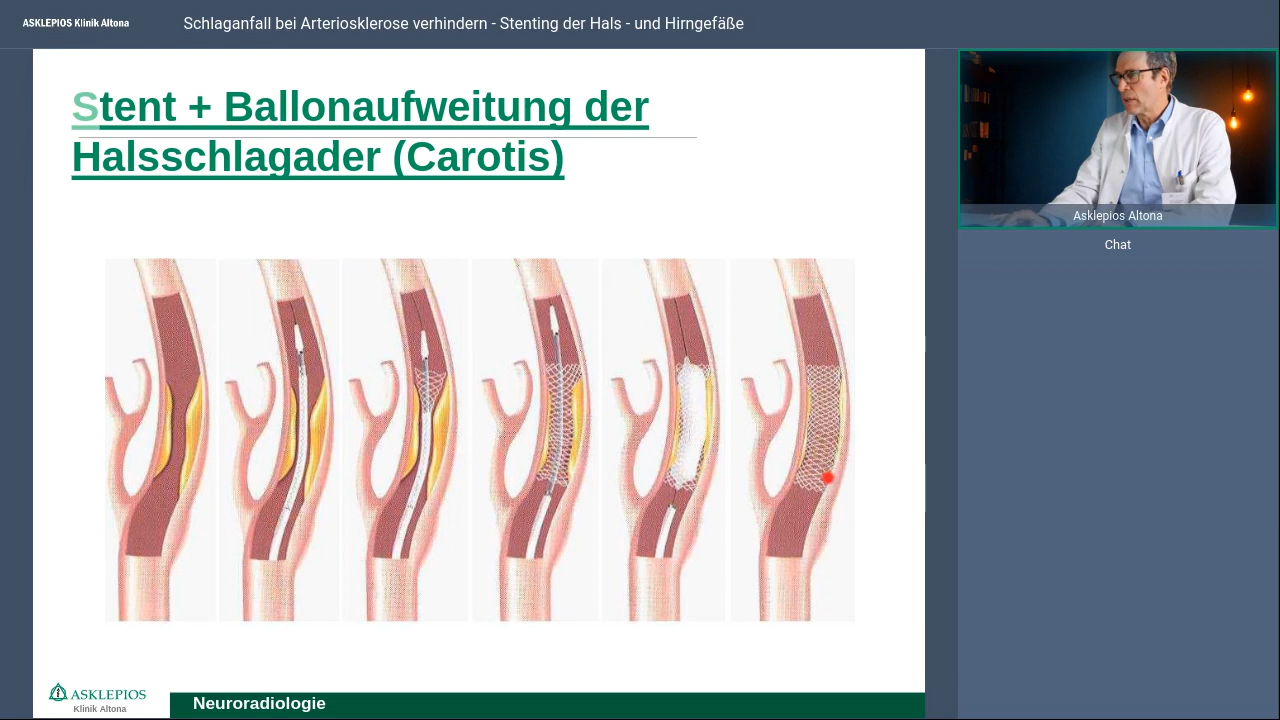 ASKLEPIOS Klinik Altona
Schlaganfall bei Arteriosklerose verhindern - Stenting der Hals - und Hirngefäße
Stent + Ballonaufweitung der
Halsschlagader (Carotis)
Asklepios Altona
Chat
ASKLEPIOS
Klinik Altona
Neuroradiologie